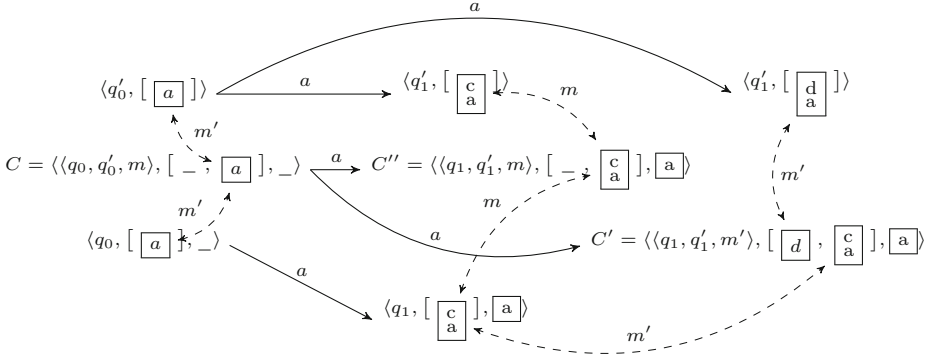 a
⟨q′₀, [ a ]⟩
a
⟨q′₁, [ c a ]⟩
m
⟨q′₁, [ d a ]⟩
m′
C = ⟨⟨q₀, q′₀, m⟩, [ _ , a ], _⟩
a
C′′ = ⟨⟨q₁, q′₁, m⟩, [ _ , c a ], a⟩
m′
m′
m
⟨q₀, [ a ], _⟩
a
C′ = ⟨⟨q₁, q′₁, m′⟩, [ d , c a ], a⟩
a
⟨q₁, [ c a ], a⟩
m′